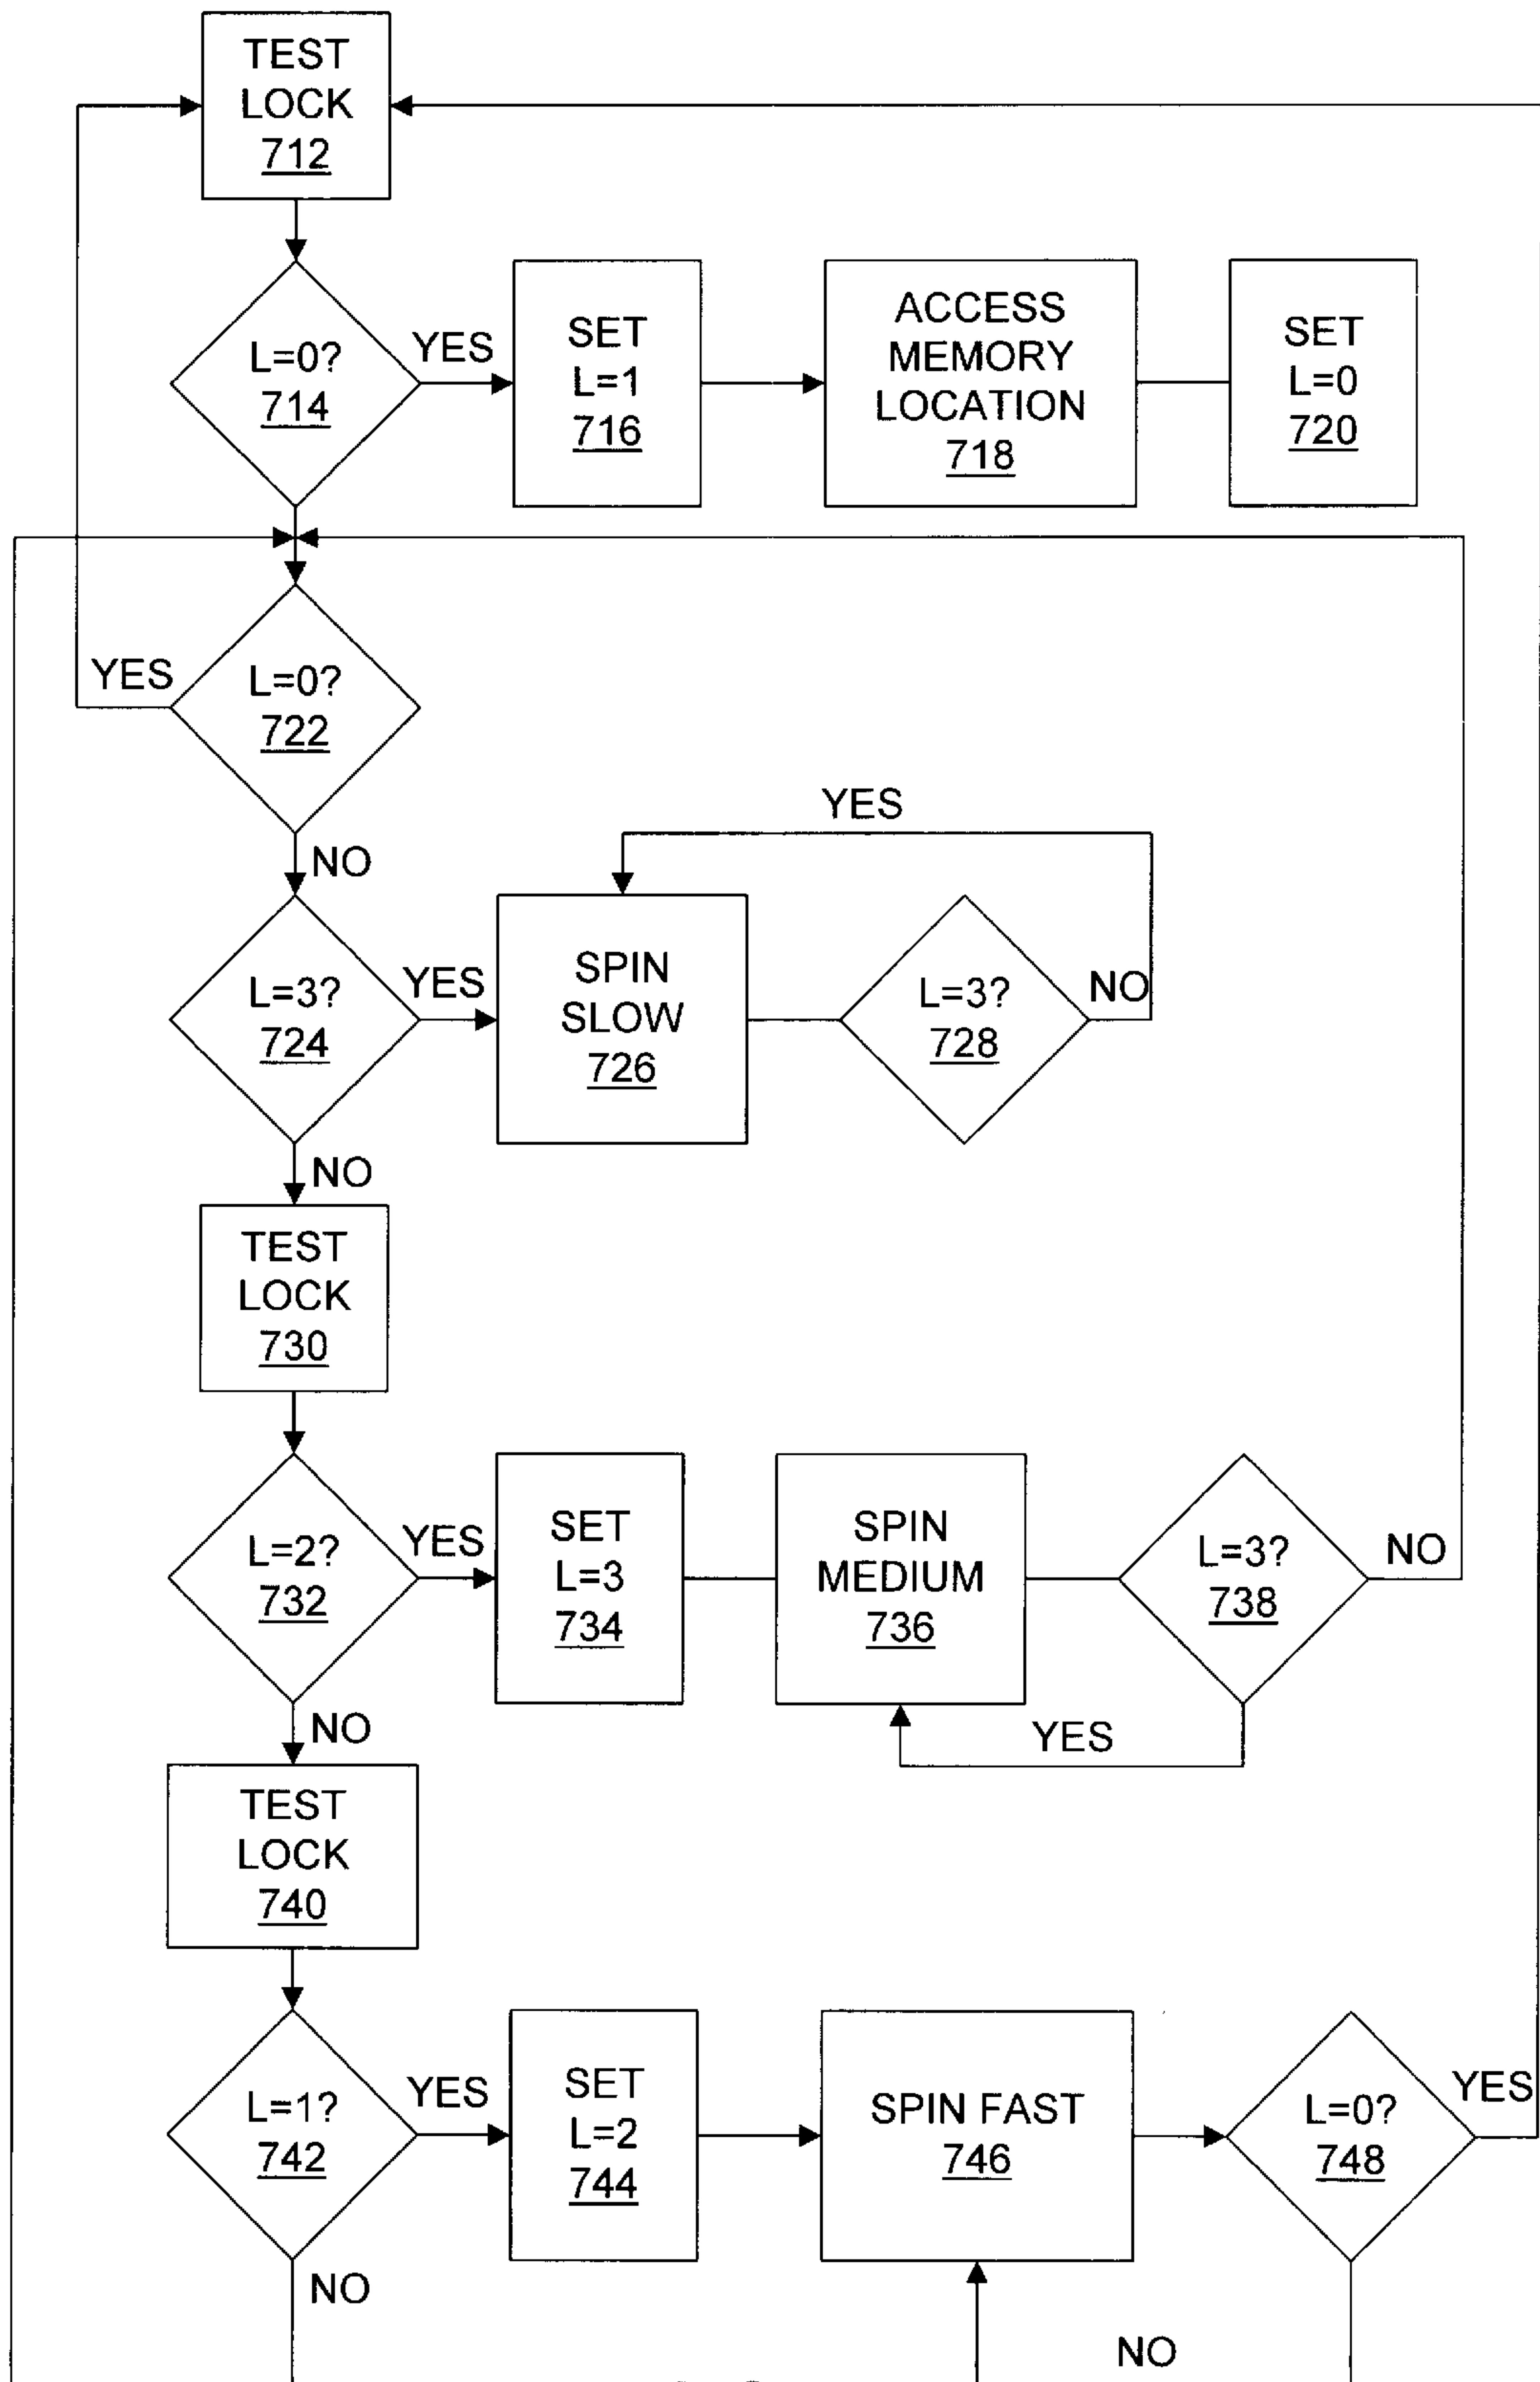 TEST
LOCK
712
L=0?
714
YES
SET
L=1
716
ACCESS
MEMORY
LOCATION
718
SET
L=0
720
YES
L=0?
722
NO
YES
L=3?
724
YES
SPIN
SLOW
726
L=3?
728
NO
NO
TEST
LOCK
730
L=2?
732
YES
SET
L=3
734
SPIN
MEDIUM
736
L=3?
738
NO
YES
NO
TEST
LOCK
740
L=1?
742
YES
SET
L=2
744
SPIN FAST
746
L=0?
748
YES
NO
NO